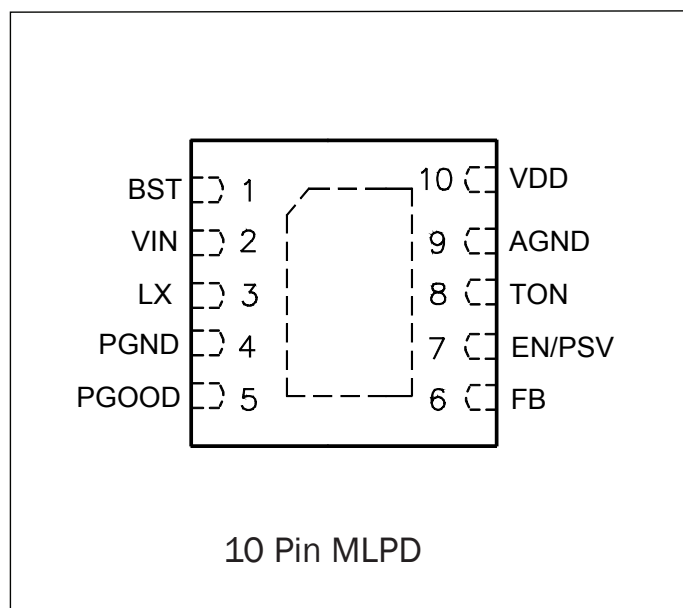 BST 1
VIN 2
LX 3
PGND 4
PGOOD 5
10 VDD
9 AGND
8 TON
7 EN/PSV
6 FB
10 Pin MLPD